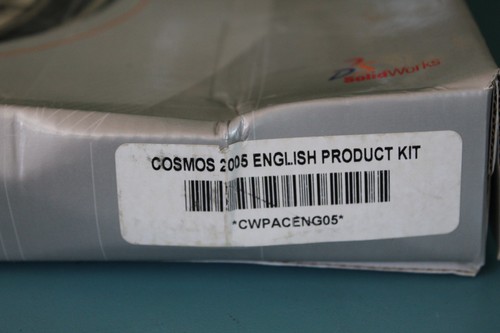 SolidWorks
COSMOS 2005 ENGLISH PRODUCT KIT
*CWPACENG05*